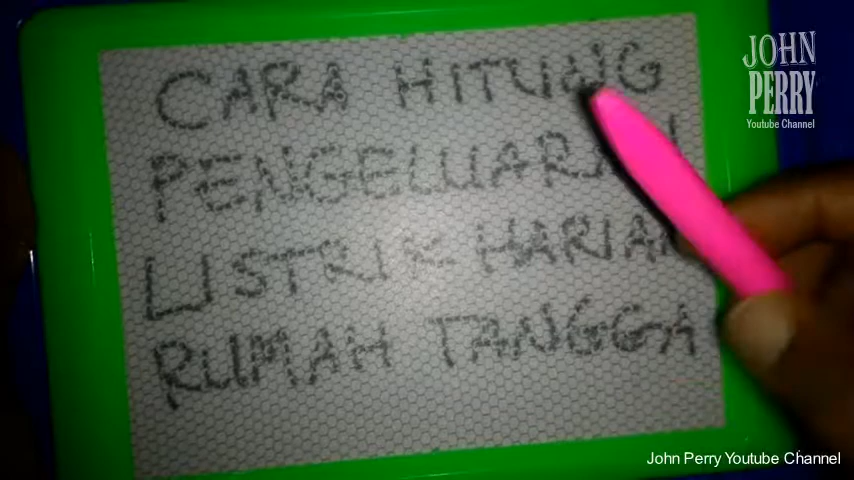 CARA HITUNG
PENGELUARAN
LISTRIK HARIAN
RUMAH TANGGA
JOHN
PERRY
Youtube Channel
John Perry Youtube Channel